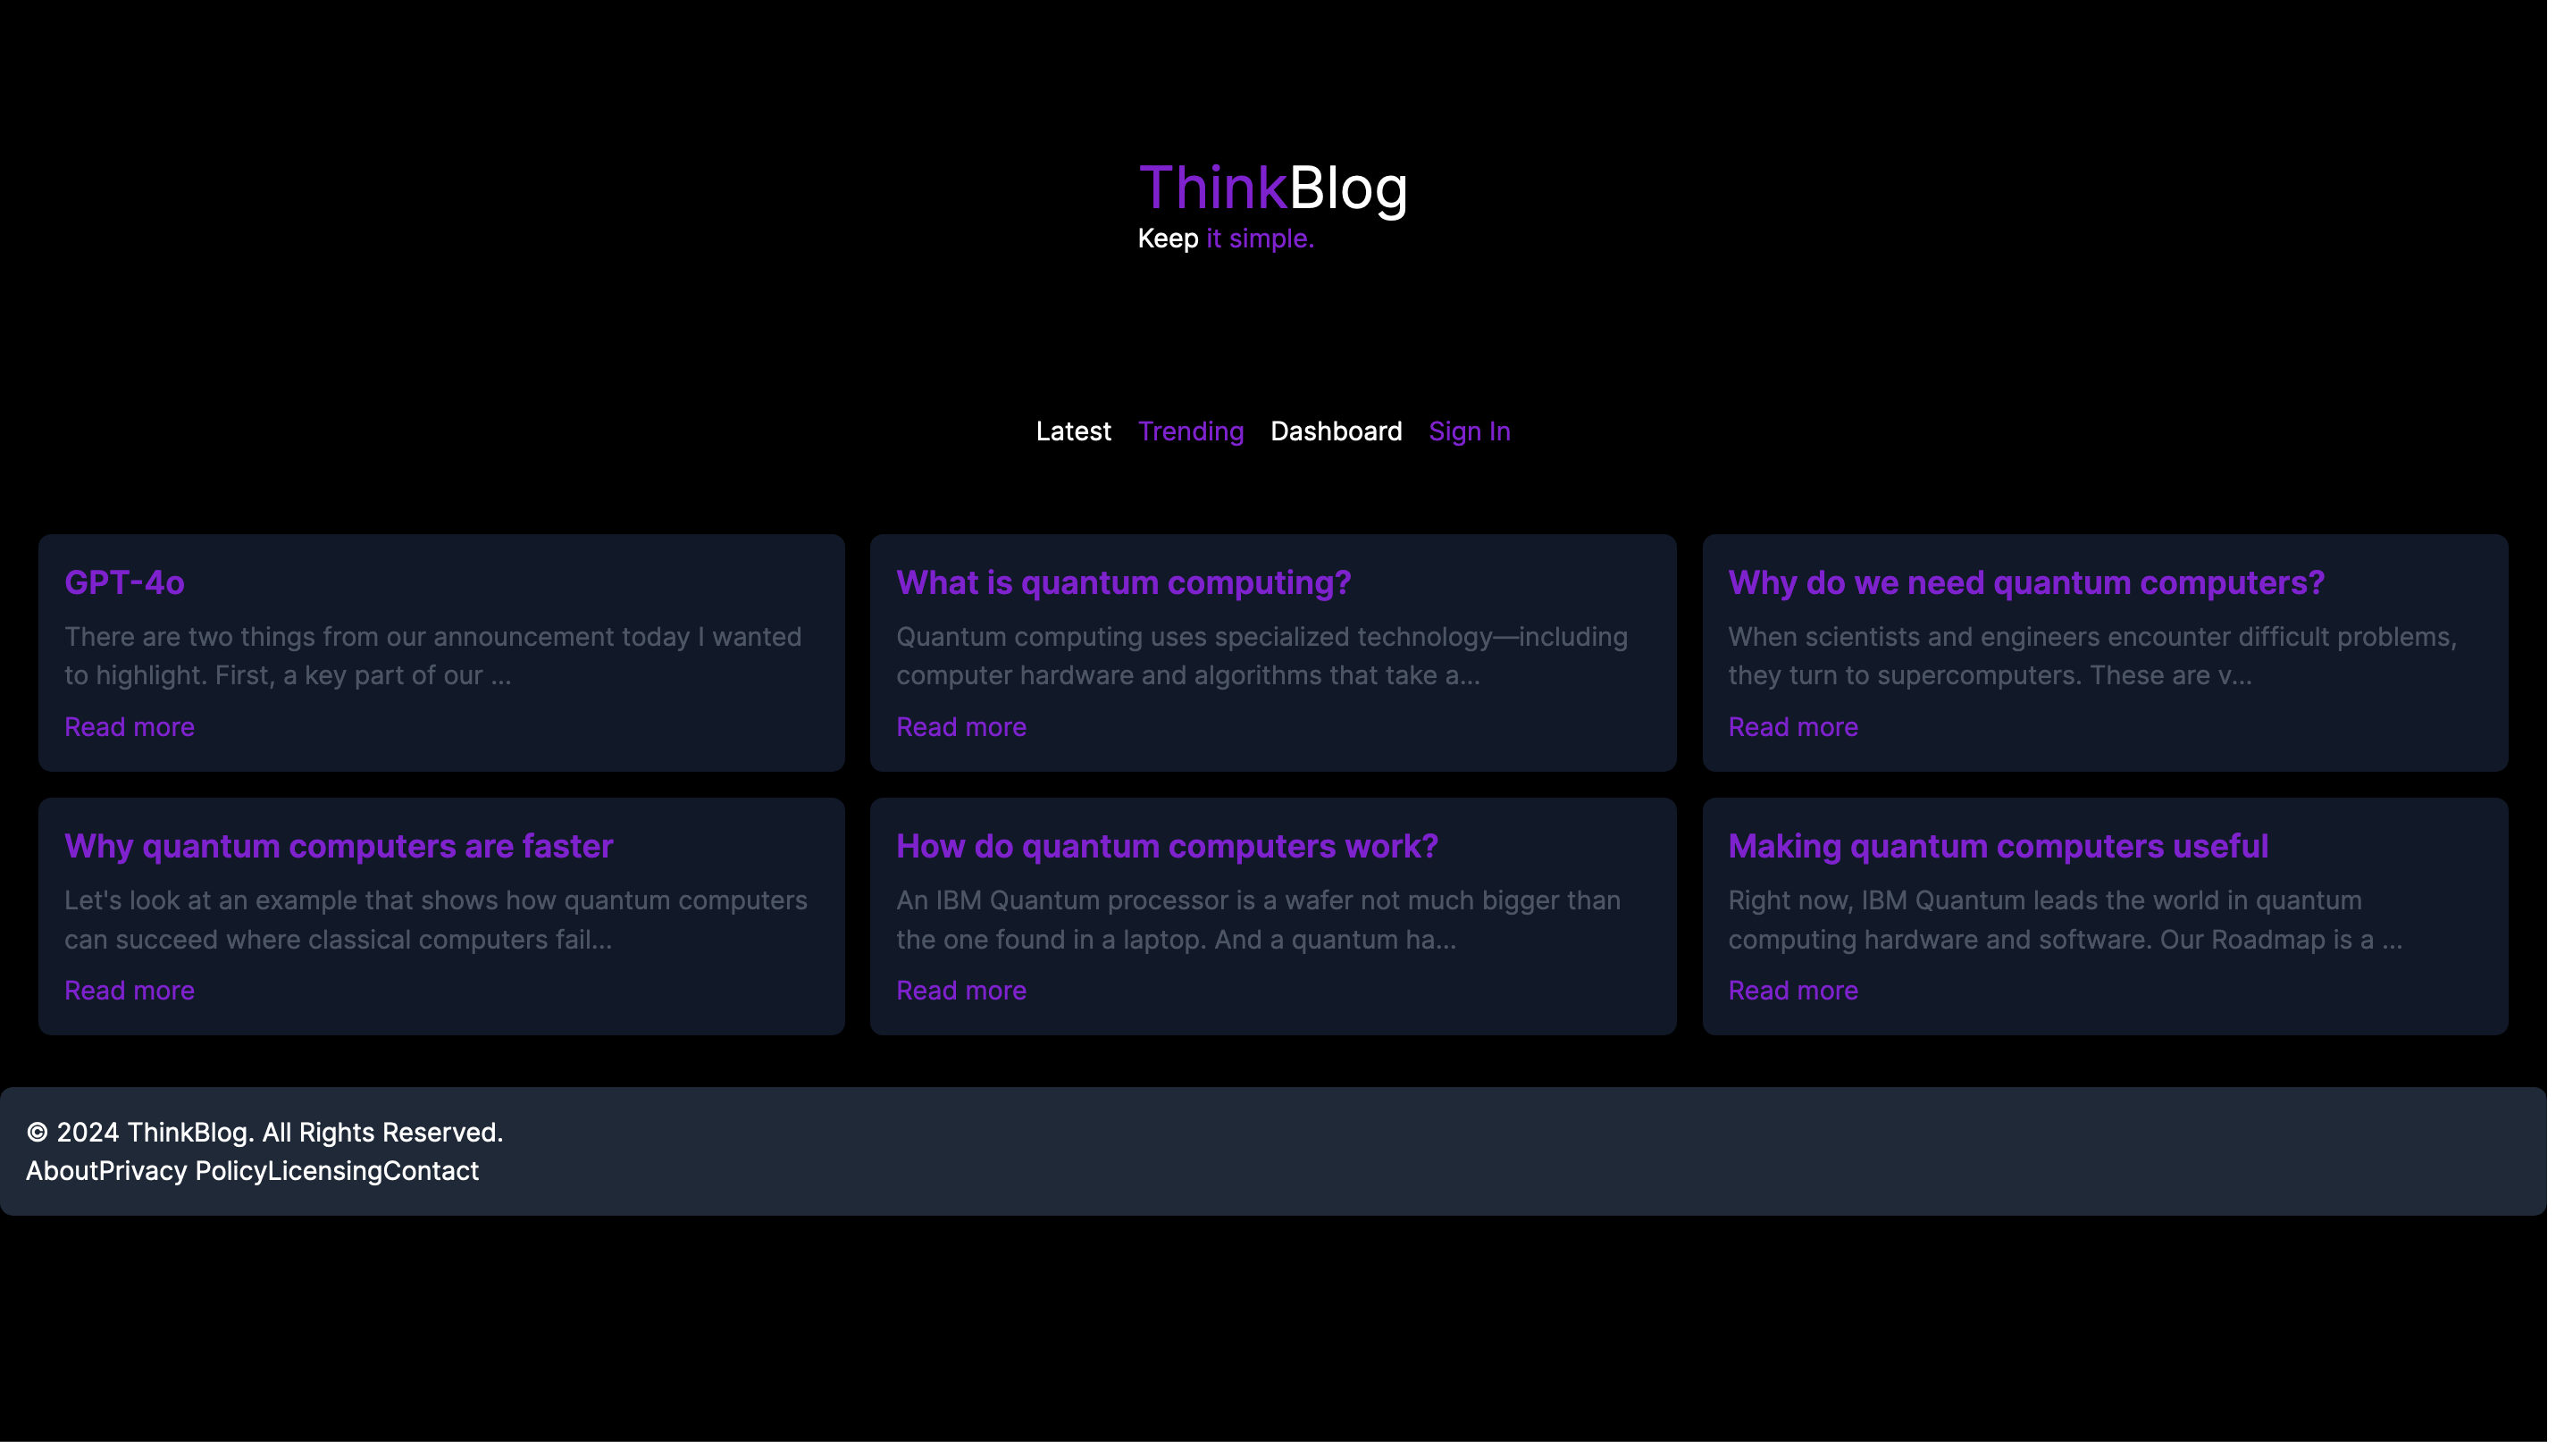 ThinkBlog
Keep it simple.
Latest Trending Dashboard Sign In
GPT-4o
There are two things from our announcement today I wanted
to highlight. First, a key part of our ...
Read more
What is quantum computing?
Quantum computing uses specialized technology—including
computer hardware and algorithms that take a...
Read more
Why do we need quantum computers?
When scientists and engineers encounter difficult problems,
they turn to supercomputers. These are v...
Read more
Why quantum computers are faster
Let's look at an example that shows how quantum computers
can succeed where classical computers fail...
Read more
How do quantum computers work?
An IBM Quantum processor is a wafer not much bigger than
the one found in a laptop. And a quantum ha...
Read more
Making quantum computers useful
Right now, IBM Quantum leads the world in quantum
computing hardware and software. Our Roadmap is a ...
Read more
© 2024 ThinkBlog. All Rights Reserved.
AboutPrivacy PolicyLicensingContact